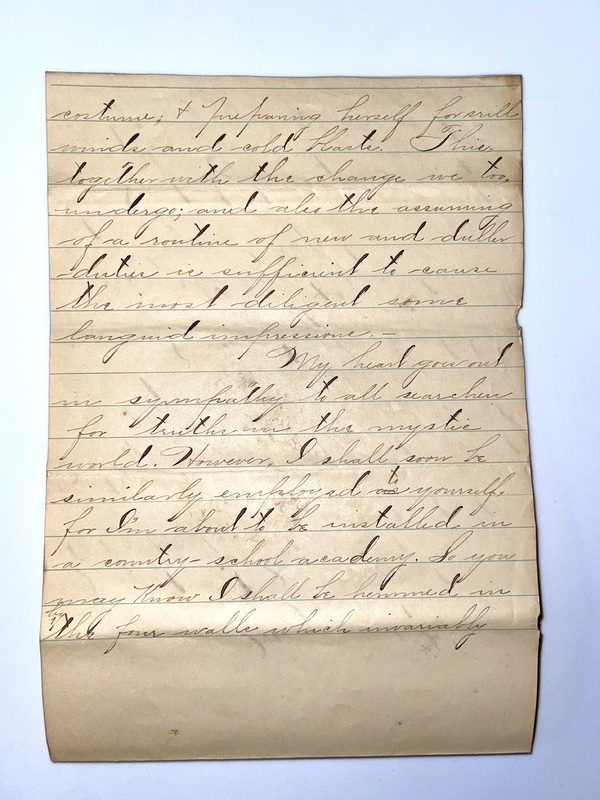 costume; & preparing herself for
winds and cold blasts. This,
together with the change we too,
undergo; and also the assuming
of a routine of new and duller
duties is sufficient to cause
the most diligent some
languid impressions.—
My heart goes out
in sympathy to all searchers
for truths in the mystic
world. However, I shall soon be
similarly employed as to yourself,
for I'm about to be installed in
a country-school academy. So you
may know I shall be hemmed in
by the four walls which invariably